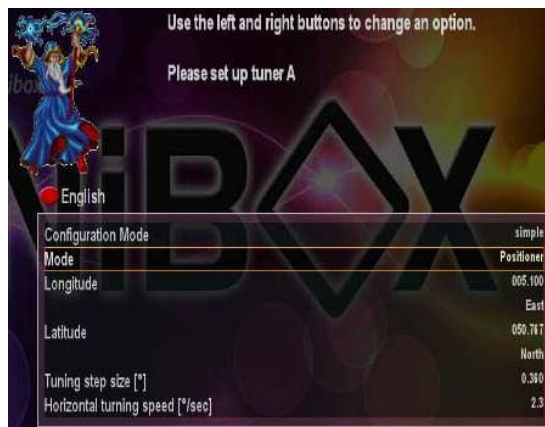 Use the left and right buttons to change an option.
Please set up tuner A
English
Configuration Mode simple
Mode Positioner
Longitude 005.100
East
Latitude 050.767
North
Tuning step size [°] 0.360
Horizontal turning speed [°/sec] 2.3